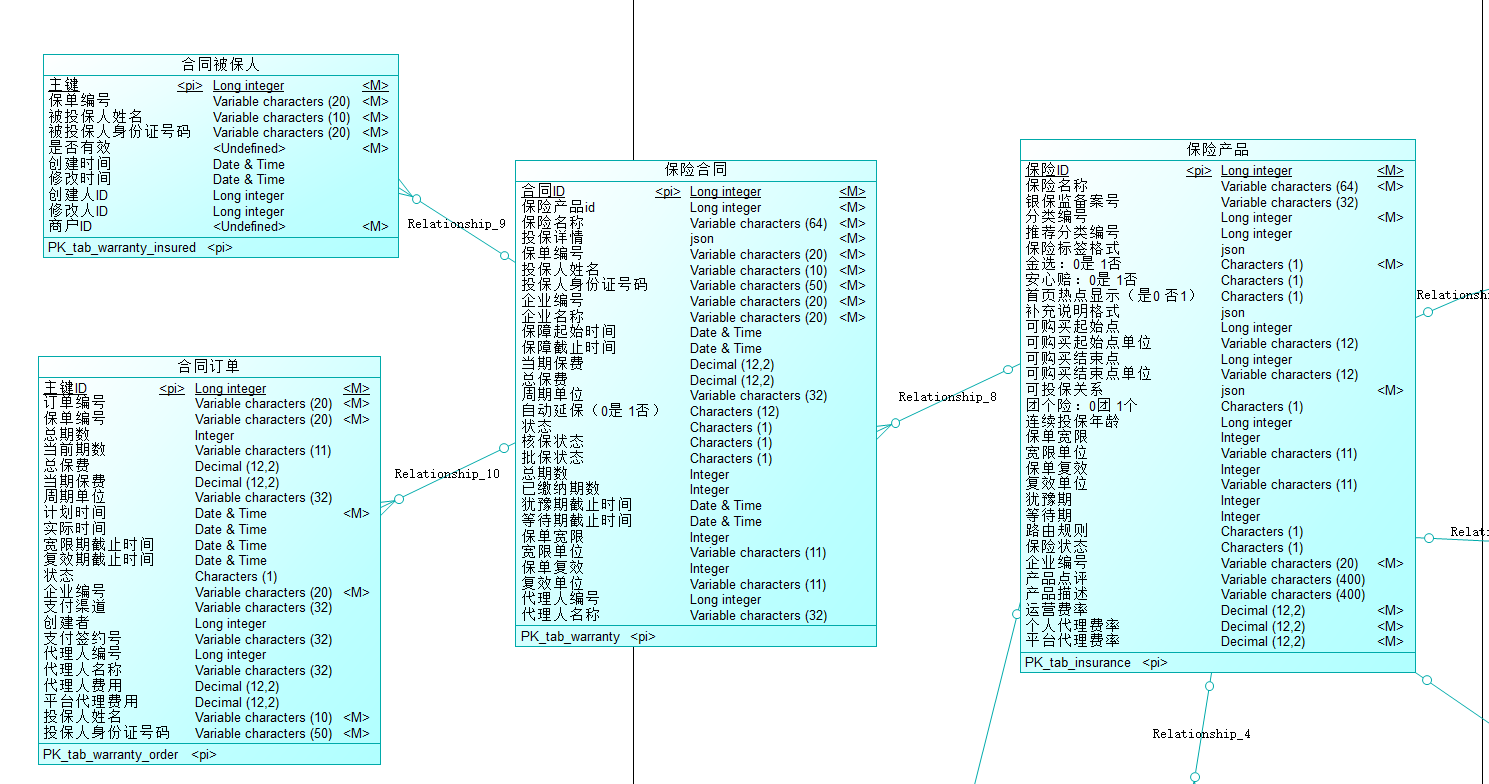 合同被保人
主键 <pi> Long integer <M>
保单编号 Variable characters (20) <M>
被投保人姓名 Variable characters (10) <M>
被投保人身份证号码 Variable characters (20) <M>
是否有效 <Undefined> <M>
创建时间 Date & Time
修改时间 Date & Time
创建人ID Long integer
修改人ID Long integer
商户ID <Undefined> <M>
PK_tab_warranty_insured <pi>
Relationship_9
合同订单
主键ID <pi> Long integer <M>
订单编号 Variable characters (20) <M>
保单编号 Variable characters (20) <M>
总期数 Integer
当前期数 Variable characters (11)
总保费 Decimal (12,2)
当期保费 Decimal (12,2)
周期单位 Variable characters (32)
计划时间 Date & Time <M>
实际时间 Date & Time
宽限期截止时间 Date & Time
复效期截止时间 Date & Time
状态 Characters (1)
企业编号 Variable characters (20) <M>
支付渠道 Variable characters (32)
创建者 Long integer
支付签约号 Variable characters (32)
代理人编号 Long integer
代理人名称 Variable characters (32)
代理人费用 Decimal (12,2)
平台代理费用 Decimal (12,2)
投保人姓名 Variable characters (10) <M>
投保人身份证号码 Variable characters (50) <M>
PK_tab_warranty_order <pi>
Relationship_10
保险合同
合同ID <pi> Long integer <M>
保险产品id Long integer <M>
保险名称 Variable characters (64) <M>
投保详情 json <M>
保单编号 Variable characters (20) <M>
投保人姓名 Variable characters (10) <M>
投保人身份证号码 Variable characters (50) <M>
企业编号 Variable characters (20) <M>
企业名称 Variable characters (20) <M>
保障起始时间 Date & Time
保障截止时间 Date & Time
当期保费 Decimal (12,2)
总保费 Decimal (12,2)
周期单位 Variable characters (32)
自动延保（0是 1否） Characters (12)
状态 Characters (1)
核保状态 Characters (1)
批保状态 Characters (1)
总期数 Integer
已缴纳期数 Integer
犹豫期截止时间 Date & Time
等待期截止时间 Date & Time
保单宽限 Integer
宽限单位 Variable characters (11)
保单复效 Integer
复效单位 Variable characters (11)
代理人编号 Long integer
代理人名称 Variable characters (32)
PK_tab_warranty <pi>
Relationship_8
保险产品
保险ID <pi> Long integer <M>
保险名称 Variable characters (64) <M>
银保监备案号 Variable characters (32)
分类编号 Long integer <M>
推荐分类编号 Long integer
保险标签格式 json
金选：0是 1否 Characters (1) <M>
安心赔：0是 1否 Characters (1)
首页热点显示（是0 否1） Characters (1)
补充说明格式 json
可购买起始点 Long integer
可购买起始点单位 Variable characters (12)
可购买结束点 Long integer
可购买结束点单位 Variable characters (12)
可投保关系 json <M>
团个险：0团 1个 Characters (1)
连续投保年龄 Long integer
保单宽限 Integer
宽限单位 Variable characters (11)
保单复效 Integer
复效单位 Variable characters (11)
犹豫期 Integer
等待期 Integer
路由规则 Characters (1)
保险状态 Characters (1)
企业编号 Variable characters (20) <M>
产品点评 Variable characters (400)
产品描述 Variable characters (400)
运营费率 Decimal (12,2) <M>
个人代理费率 Decimal (12,2) <M>
平台代理费率 Decimal (12,2) <M>
PK_tab_insurance <pi>
Relationship_4